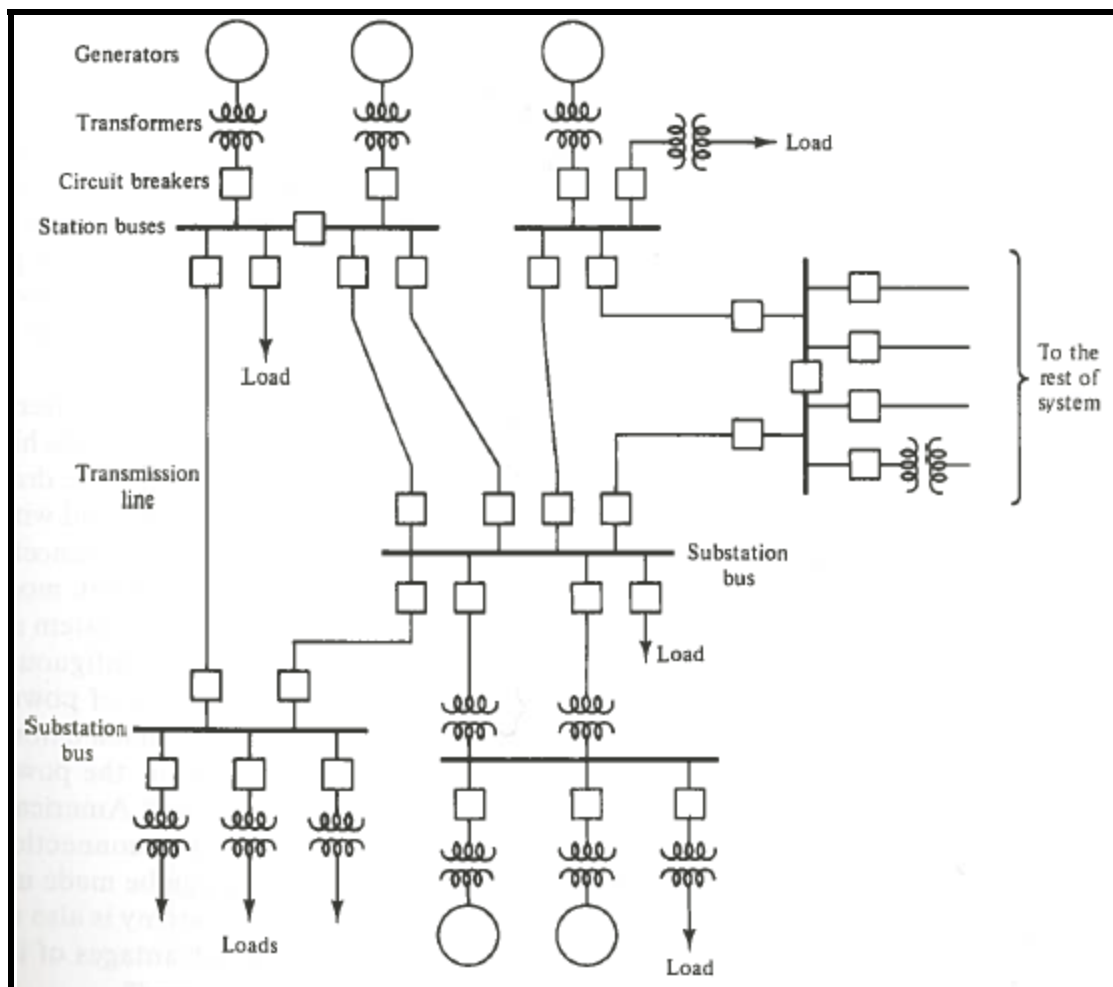 Generators
Transformers
Load
Circuit breakers
Station buses
Load
To the
rest of
system
Transmission
line
Substation
bus
Load
Substation
bus
Loads
Load